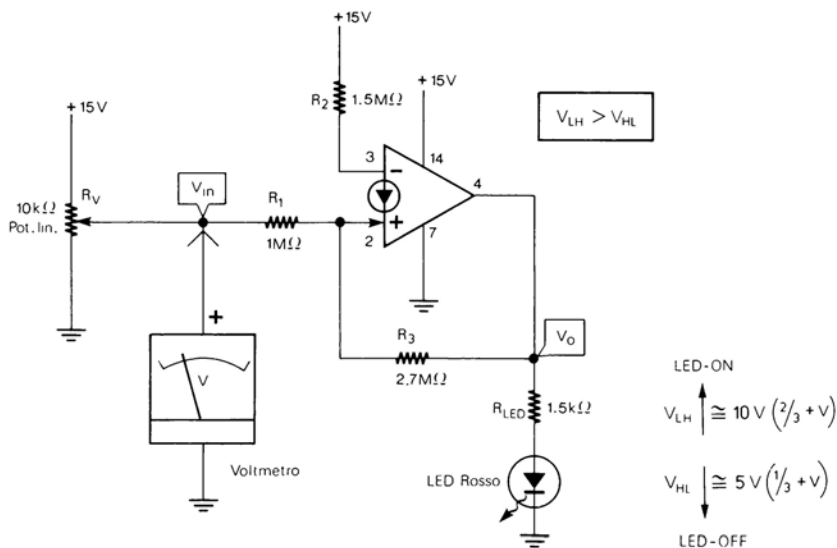 +15V
+15V
R2 1.5MΩ
VLH > VHL
+15V
3
14
4
10kΩ
Pot. lin.
RV
Vin
R1
1MΩ
2
7
+
V
Voltmetro
R3
2.7MΩ
VO
RLED 1.5kΩ
LED Rosso
LED-ON
VLH ≅ 10 V (2/3 + V)
VHL ≅ 5 V (1/3 + V)
LED-OFF